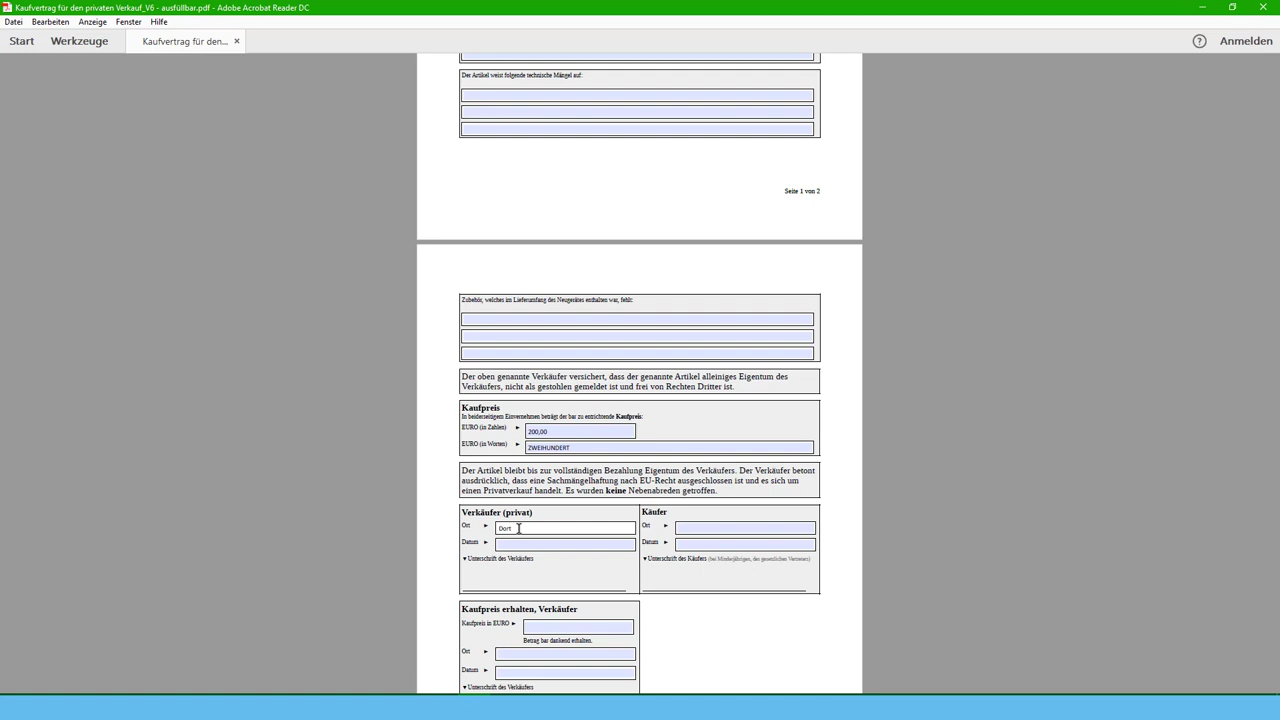 Kaufvertrag für den privaten Verkauf_V6 - ausfüllbar.pdf - Adobe Acrobat Reader DC
Datei Bearbeiten Anzeige Fenster Hilfe
Start Werkzeuge Kaufvertrag für den... × ? Anmelden
Der Artikel weist folgende technische Mängel auf:
Seite 1 von 2
Zubehör, welches im Lieferumfang des Neugerätes enthalten war, fehlt:
Der oben genannte Verkäufer versichert, dass der genannte Artikel alleiniges Eigentum des
Verkäufers, nicht als gestohlen gemeldet ist und frei von Rechten Dritter ist.
Kaufpreis
In beiderseitigem Einvernehmen beträgt der bar zu entrichtende Kaufpreis:
EURO (in Zahlen) ► 200,00
EURO (in Worten) ► ZWEIHUNDERT
Der Artikel bleibt bis zur vollständigen Bezahlung Eigentum des Verkäufers. Der Verkäufer betont
ausdrücklich, dass eine Sachmängelhaftung nach EU-Recht ausgeschlossen ist und es sich um
einen Privatverkauf handelt. Es wurden keine Nebenabreden getroffen.
Verkäufer (privat)
Ort ► Dort
Datum ►
▼Unterschrift des Verkäufers
Käufer
Ort ►
Datum ►
▼Unterschrift des Käufers (bei Minderjährigen, des gesetzlichen Vertreters)
Kaufpreis erhalten, Verkäufer
Kaufpreis in EURO ►
Betrag bar dankend erhalten.
Ort ►
Datum ►
▼Unterschrift des Verkäufers